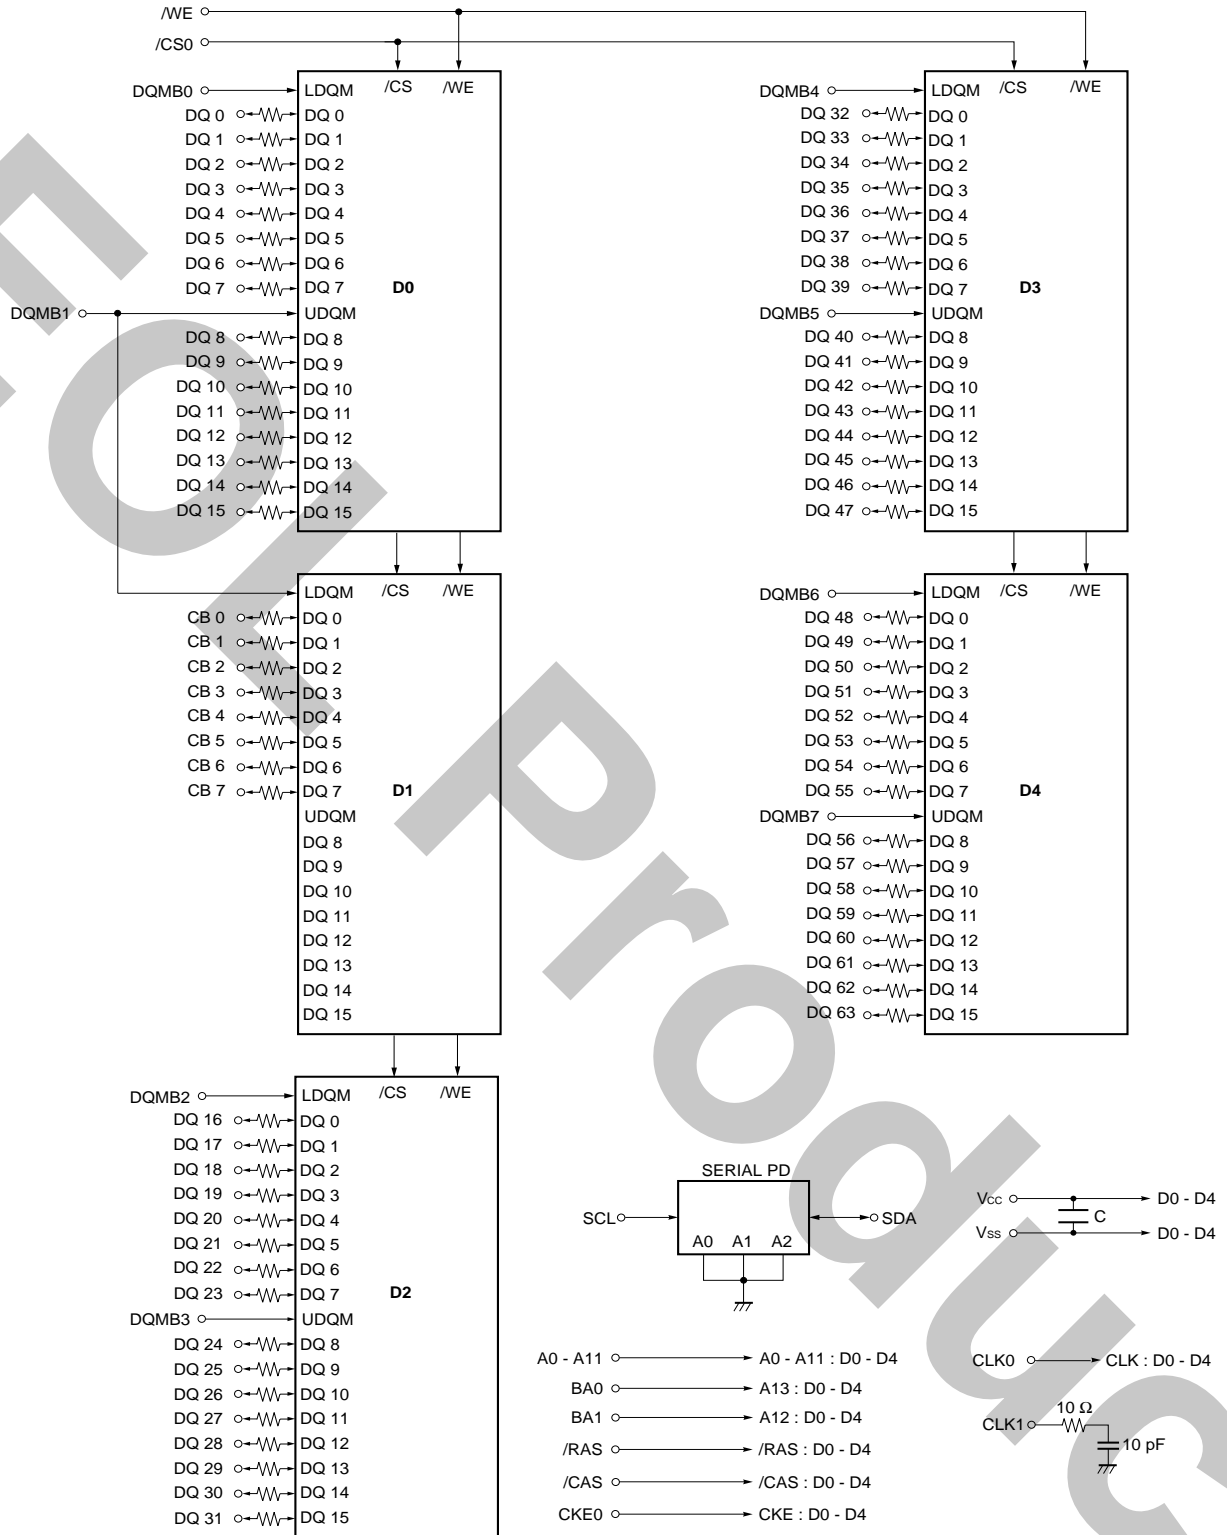 /WE
/CS0
DQMB0 LDQM /CS /WE
DQ 0 DQ 0
DQ 1 DQ 1
DQ 2 DQ 2
DQ 3 DQ 3
DQ 4 DQ 4
DQ 5 DQ 5
DQ 6 DQ 6
DQ 7 DQ 7 D0
DQMB1 UDQM
DQ 8 DQ 8
DQ 9 DQ 9
DQ 10 DQ 10
DQ 11 DQ 11
DQ 12 DQ 12
DQ 13 DQ 13
DQ 14 DQ 14
DQ 15 DQ 15
LDQM /CS /WE
CB 0 DQ 0
CB 1 DQ 1
CB 2 DQ 2
CB 3 DQ 3
CB 4 DQ 4
CB 5 DQ 5
CB 6 DQ 6
CB 7 DQ 7 D1
UDQM
DQ 8
DQ 9
DQ 10
DQ 11
DQ 12
DQ 13
DQ 14
DQ 15
DQMB2 LDQM /CS /WE
DQ 16 DQ 0
DQ 17 DQ 1
DQ 18 DQ 2
DQ 19 DQ 3
DQ 20 DQ 4
DQ 21 DQ 5
DQ 22 DQ 6
DQ 23 DQ 7 D2
DQMB3 UDQM
DQ 24 DQ 8
DQ 25 DQ 9
DQ 26 DQ 10
DQ 27 DQ 11
DQ 28 DQ 12
DQ 29 DQ 13
DQ 30 DQ 14
DQ 31 DQ 15
DQMB4 LDQM /CS /WE
DQ 32 DQ 0
DQ 33 DQ 1
DQ 34 DQ 2
DQ 35 DQ 3
DQ 36 DQ 4
DQ 37 DQ 5
DQ 38 DQ 6
DQ 39 DQ 7 D3
DQMB5 UDQM
DQ 40 DQ 8
DQ 41 DQ 9
DQ 42 DQ 10
DQ 43 DQ 11
DQ 44 DQ 12
DQ 45 DQ 13
DQ 46 DQ 14
DQ 47 DQ 15
DQMB6 LDQM /CS /WE
DQ 48 DQ 0
DQ 49 DQ 1
DQ 50 DQ 2
DQ 51 DQ 3
DQ 52 DQ 4
DQ 53 DQ 5
DQ 54 DQ 6
DQ 55 DQ 7 D4
DQMB7 UDQM
DQ 56 DQ 8
DQ 57 DQ 9
DQ 58 DQ 10
DQ 59 DQ 11
DQ 60 DQ 12
DQ 61 DQ 13
DQ 62 DQ 14
DQ 63 DQ 15
SERIAL PD
SCL SDA
A0 A1 A2
Vcc D0 - D4
C
Vss D0 - D4
A0 - A11 A0 - A11 : D0 - D4
BA0 A13 : D0 - D4
BA1 A12 : D0 - D4
/RAS /RAS : D0 - D4
/CAS /CAS : D0 - D4
CKE0 CKE : D0 - D4
CLK0 CLK : D0 - D4
10 Ω
CLK1
10 pF
EOL Produc